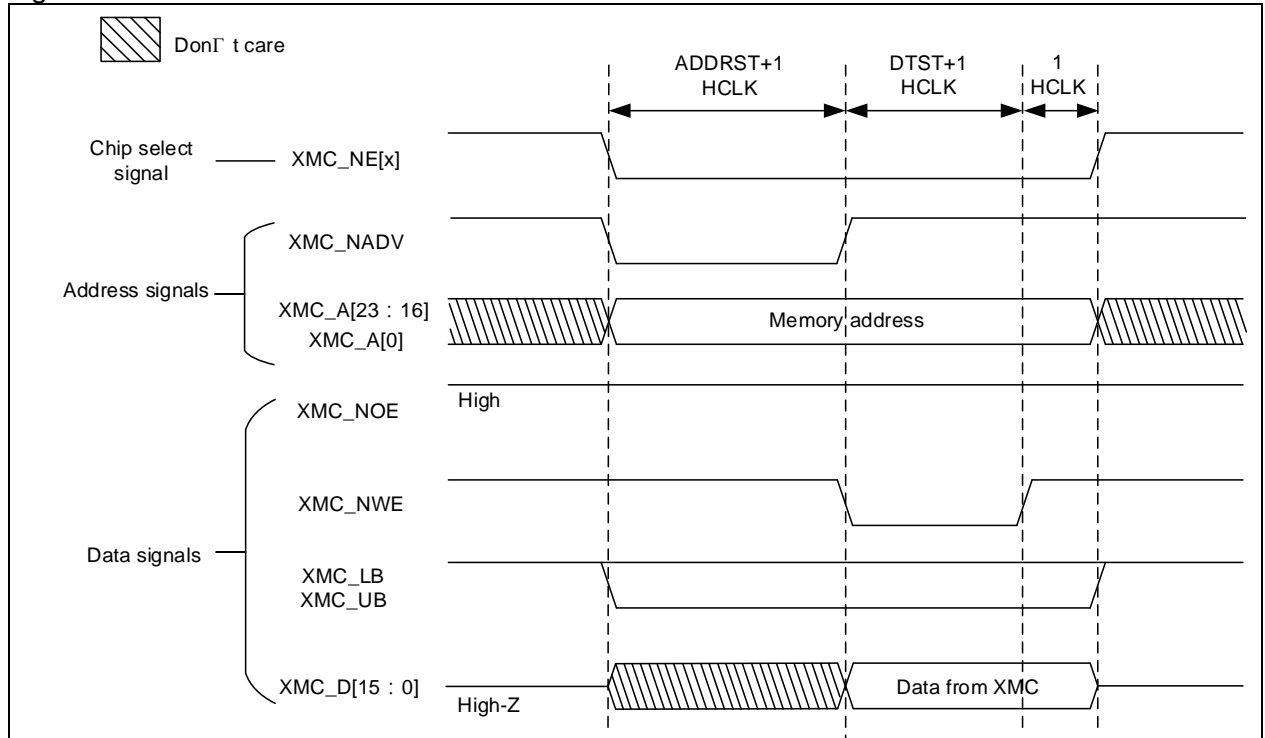 DonΓ t care
ADDRST+1
HCLK
DTST+1
HCLK
1
HCLK
Chip select
signal
XMC_NE[x]
XMC_NADV
Address signals
XMC_A[23 : 16]
XMC_A[0]
Memory address
XMC_NOE
High
XMC_NWE
Data signals
XMC_LB
XMC_UB
XMC_D[15 : 0]
High-Z
Data from XMC